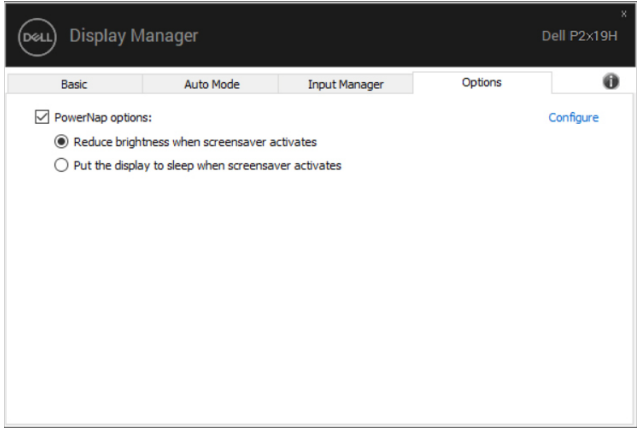 x
DELL Display Manager Dell P2x19H
Basic Auto Mode Input Manager Options i
PowerNap options: Configure
Reduce brightness when screensaver activates
Put the display to sleep when screensaver activates